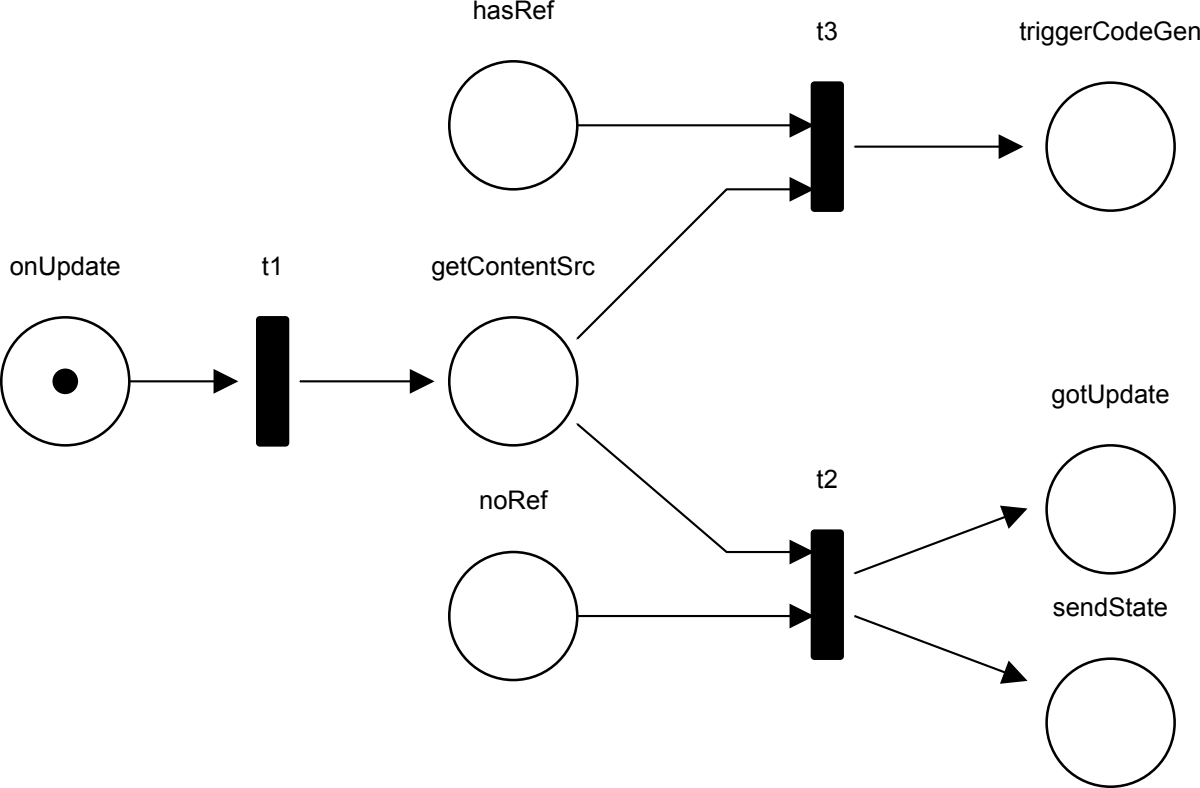 hasRef
t3
triggerCodeGen
onUpdate
t1
getContentSrc
gotUpdate
t2
noRef
sendState